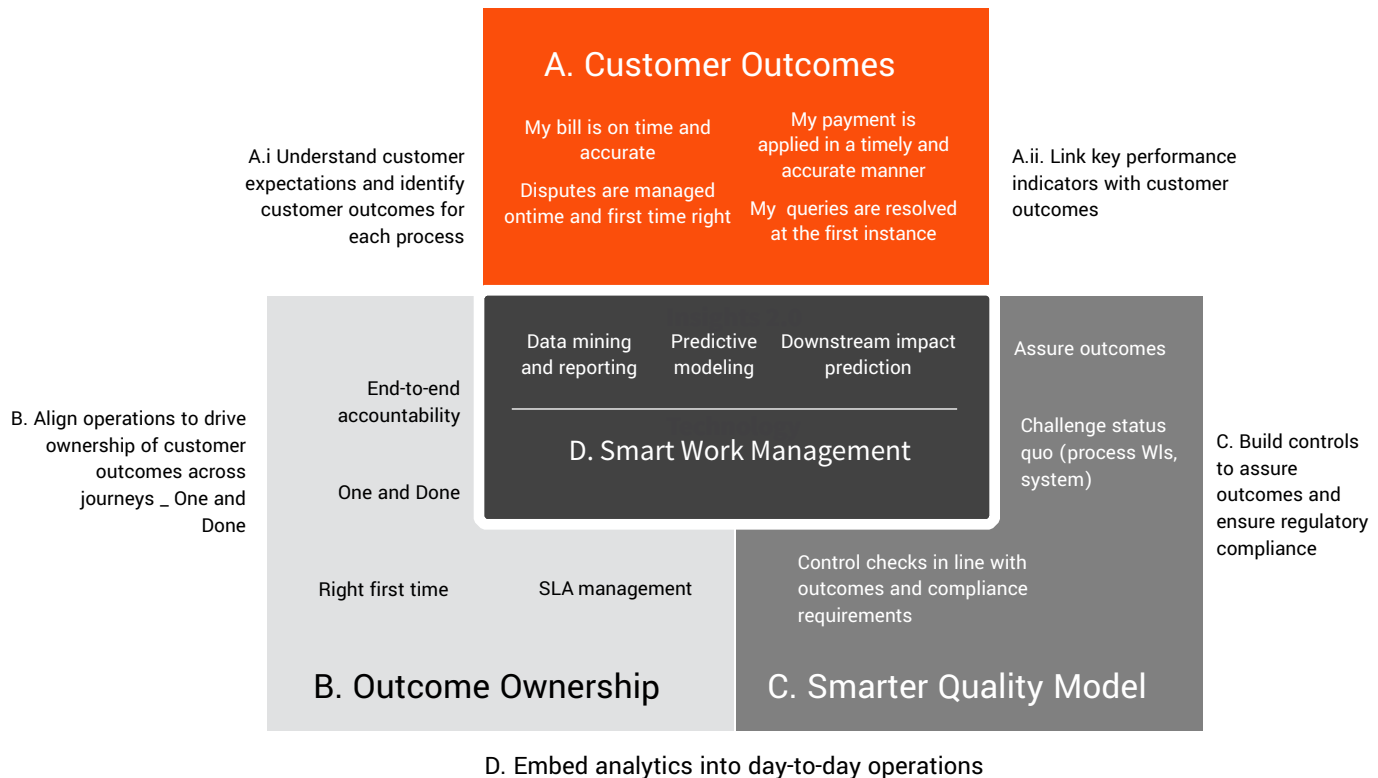 A. Customer Outcomes
My bill is on time and
accurate
Disputes are managed
ontime and first time right
My payment is
applied in a timely and
accurate manner
My  queries are resolved
at the first instance
A.i Understand customer
expectations and identify
customer outcomes for
each process
A.ii. Link key performance
indicators with customer
outcomes
Data mining
and reporting
Predictive
modeling
Downstream impact
prediction
D. Smart Work Management
B. Align operations to drive
ownership of customer
outcomes across
journeys _ One and
Done
End-to-end
accountability
One and Done
Right first time
SLA management
B. Outcome Ownership
Assure outcomes
Challenge status
quo (process Wls,
system)
Control checks in line with
outcomes and compliance
requirements
C. Smarter Quality Model
C. Build controls
to assure
outcomes and
ensure regulatory
compliance
D. Embed analytics into day-to-day operations